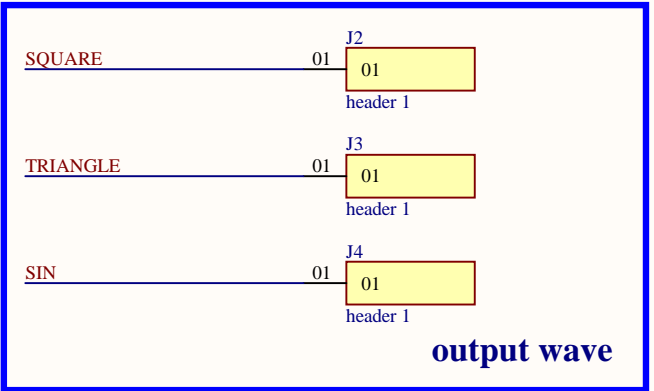 J2
SQUARE 01 01
header 1
J3
TRIANGLE 01 01
header 1
J4
SIN 01 01
header 1
output wave